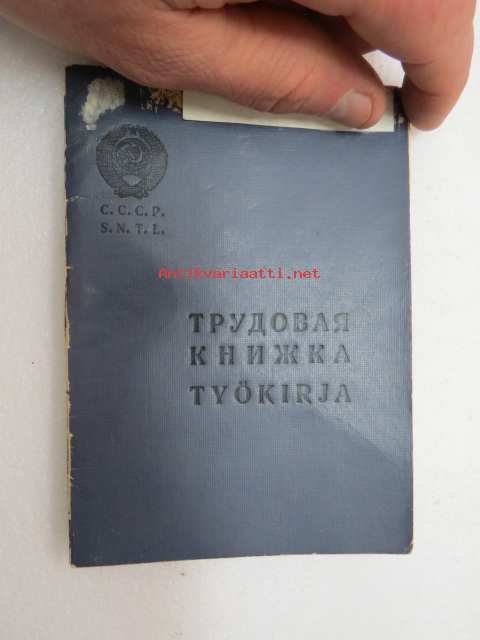 С. С. С. Р.
S. N. T. L.
Antikvariaatti.net
ТРУДОВАЯ
КНИЖКА
TYÖKIRJA